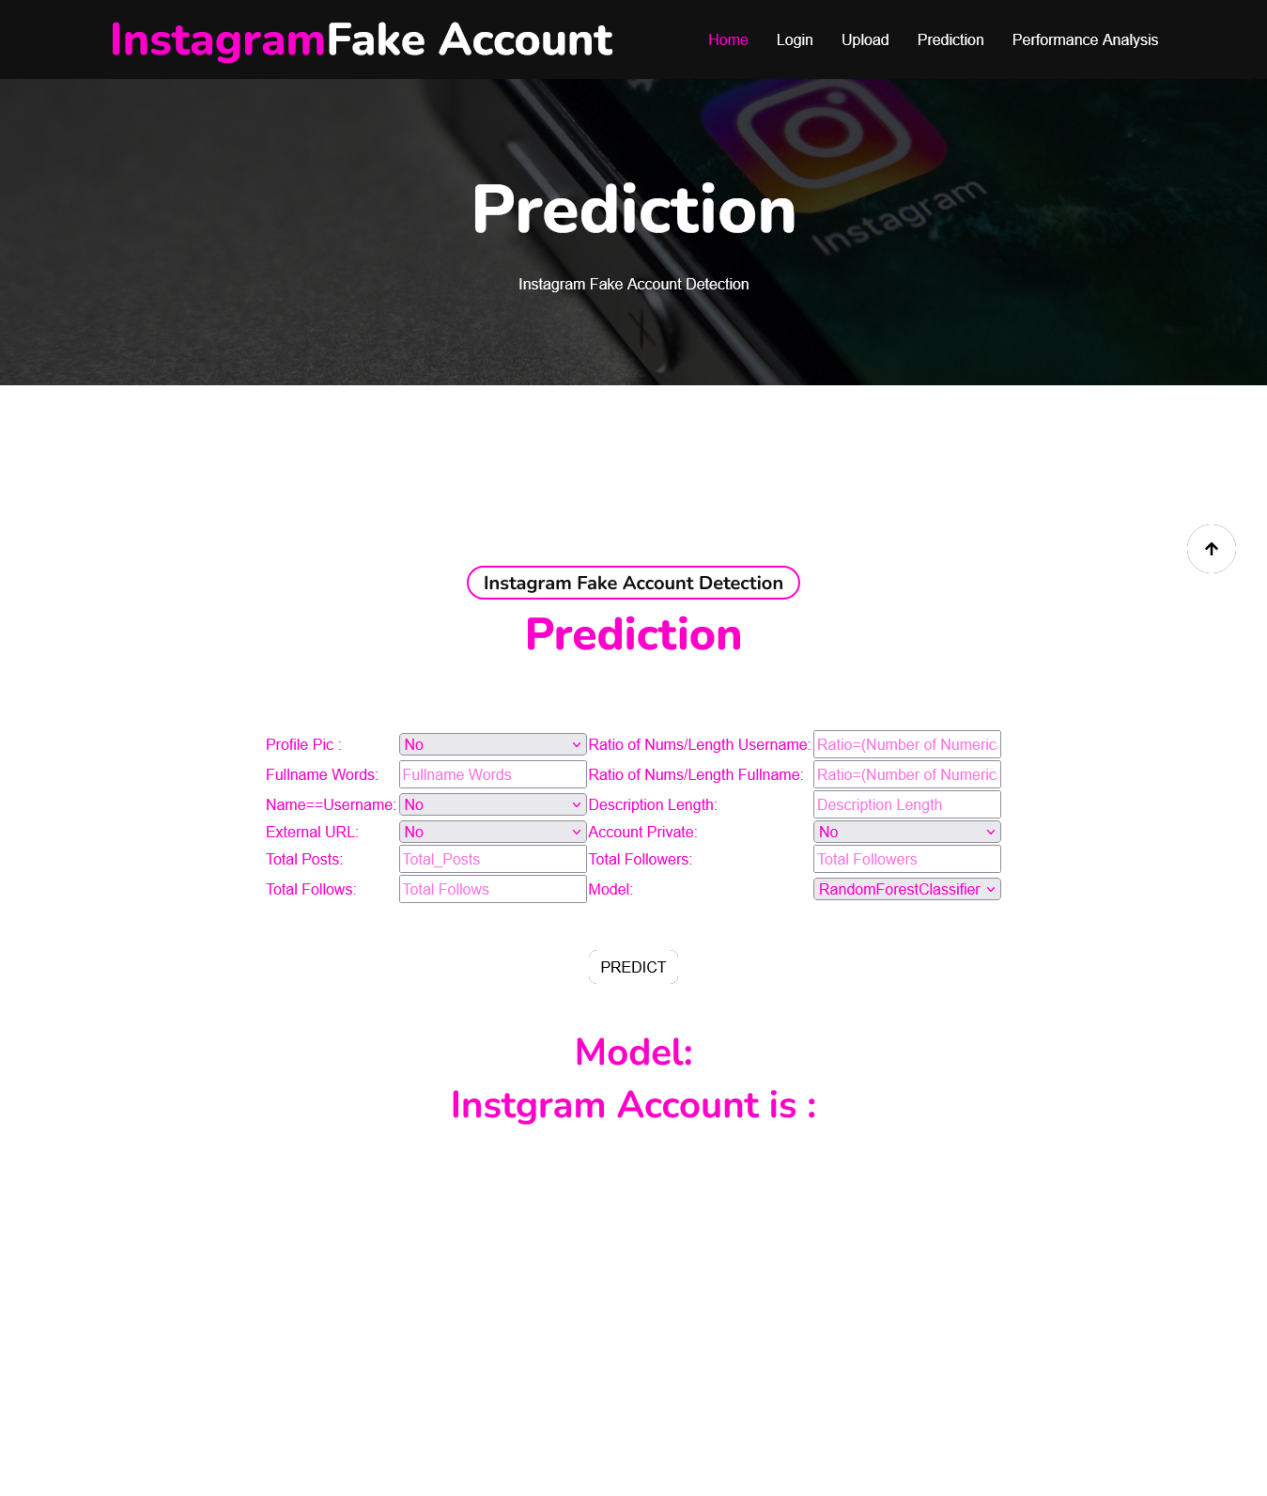 InstagramFake Account
Home Login Upload Prediction Performance Analysis
Instagram
Prediction
Instagram Fake Account Detection
Instagram Fake Account Detection
Prediction
Profile Pic : No Ratio of Nums/Length Username: Ratio=(Number of Numeric
Fullname Words: Fullname Words Ratio of Nums/Length Fullname: Ratio=(Number of Numeric
Name==Username: No Description Length: Description Length
External URL: No Account Private: No
Total Posts: Total_Posts Total Followers: Total Followers
Total Follows: Total Follows Model: RandomForestClassifier
PREDICT
Model:
Instgram Account is :